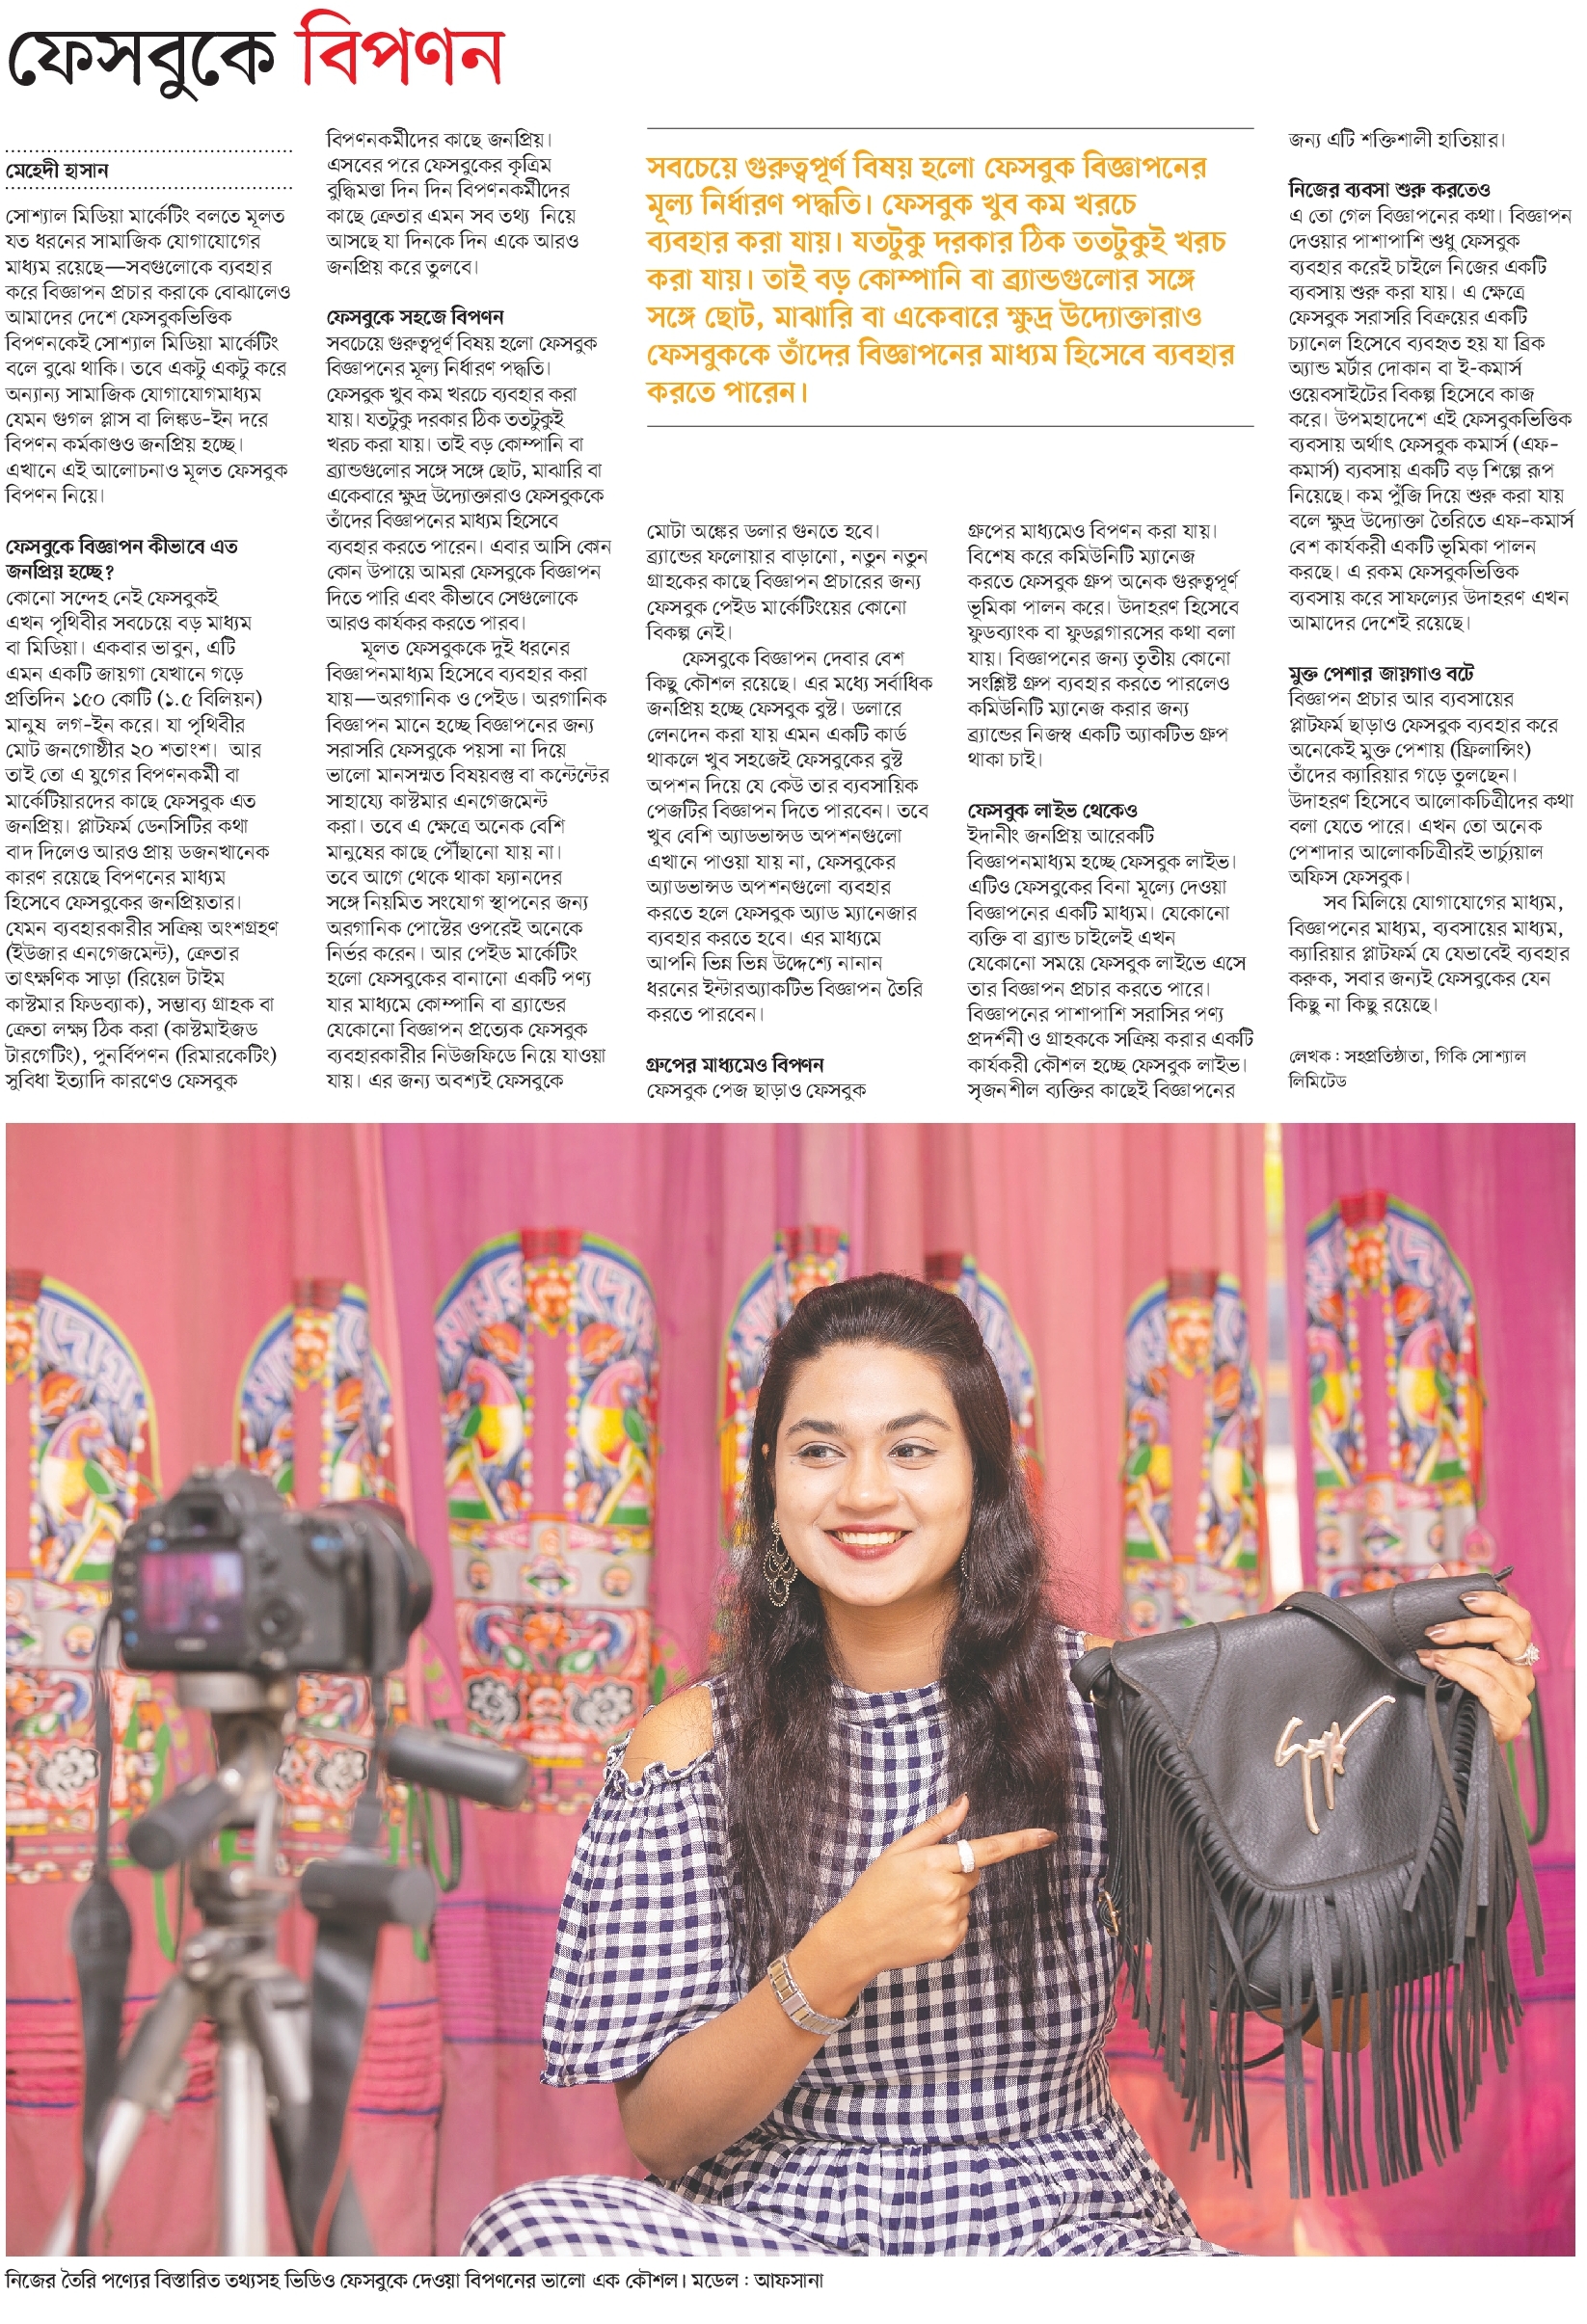 ফেসবুকে বিপণন
মেহেদী হাসান
সোশ্যাল মিডিয়া মার্কেটিং বলতে মূলত
যত ধরনের সামাজিক যোগাযোগের
মাধ্যম রয়েছে—সবগুলোকে ব্যবহার
করে বিজ্ঞাপন প্রচার করাকে বোঝালেও
আমাদের দেশে ফেসবুকভিত্তিক
বিপণনকেই সোশ্যাল মিডিয়া মার্কেটিং
বলে বুঝে থাকি। তবে একটু একটু করে
অন্যান্য সামাজিক যোগাযোগমাধ্যম
যেমন গুগল প্লাস বা লিঙ্কড-ইন দরে
বিপণন কর্মকাণ্ডও জনপ্রিয় হচ্ছে।
এখানে এই আলোচনাও মূলত ফেসবুক
বিপণন নিয়ে।
ফেসবুকে বিজ্ঞাপন কীভাবে এত
জনপ্রিয় হচ্ছে?
কোনো সন্দেহ নেই ফেসবুকই
এখন পৃথিবীর সবচেয়ে বড় মাধ্যম
বা মিডিয়া। একবার ভাবুন, এটি
এমন একটি জায়গা যেখানে গড়ে
প্রতিদিন ১৫০ কোটি (১.৫ বিলিয়ন)
মানুষ লগ-ইন করে। যা পৃথিবীর
মোট জনগোষ্ঠীর ২০ শতাংশ। আর
তাই তো এ যুগের বিপণনকর্মী বা
মার্কেটিয়ারদের কাছে ফেসবুক এত
জনপ্রিয়। প্লাটফর্ম ডেনসিটির কথা
বাদ দিলেও আরও প্রায় ডজনখানেক
কারণ রয়েছে বিপণনের মাধ্যম
হিসেবে ফেসবুকের জনপ্রিয়তার।
যেমন ব্যবহারকারীর সক্রিয় অংশগ্রহণ
(ইউজার এনগেজমেন্ট), ক্রেতার
তাৎক্ষণিক সাড়া (রিয়েল টাইম
কাস্টমার ফিডব্যাক), সম্ভাব্য গ্রাহক বা
ক্রেতা লক্ষ্য ঠিক করা (কাস্টমাইজড
টারগেটিং), পুনর্বিপণন (রিমারকেটিং)
সুবিধা ইত্যাদি কারণেও ফেসবুক
বিপণনকর্মীদের কাছে জনপ্রিয়।
এসবের পরে ফেসবুকের কৃত্রিম
বুদ্ধিমত্তা দিন দিন বিপণনকর্মীদের
কাছে ক্রেতার এমন সব তথ্য নিয়ে
আসছে যা দিনকে দিন একে আরও
জনপ্রিয় করে তুলবে।
ফেসবুকে সহজে বিপণন
সবচেয়ে গুরুত্বপূর্ণ বিষয় হলো ফেসবুক
বিজ্ঞাপনের মূল্য নির্ধারণ পদ্ধতি।
ফেসবুক খুব কম খরচে ব্যবহার করা
যায়। যতটুকু দরকার ঠিক ততটুকুই
খরচ করা যায়। তাই বড় কোম্পানি বা
ব্র্যান্ডগুলোর সঙ্গে সঙ্গে ছোট, মাঝারি বা
একেবারে ক্ষুদ্র উদ্যোক্তারাও ফেসবুককে
তাঁদের বিজ্ঞাপনের মাধ্যম হিসেবে
ব্যবহার করতে পারেন। এবার আসি কোন
কোন উপায়ে আমরা ফেসবুকে বিজ্ঞাপন
দিতে পারি এবং কীভাবে সেগুলোকে
আরও কার্যকর করতে পারব।
মূলত ফেসবুককে দুই ধরনের
বিজ্ঞাপনমাধ্যম হিসেবে ব্যবহার করা
যায়—অরগানিক ও পেইড। অরগানিক
বিজ্ঞাপন মানে হচ্ছে বিজ্ঞাপনের জন্য
সরাসরি ফেসবুকে পয়সা না দিয়ে
ভালো মানসম্মত বিষয়বস্তু বা কন্টেন্টের
সাহায্যে কাস্টমার এনগেজমেন্ট
করা। তবে এ ক্ষেত্রে অনেক বেশি
মানুষের কাছে পৌঁছানো যায় না।
তবে আগে থেকে থাকা ফ্যানদের
সঙ্গে নিয়মিত সংযোগ স্থাপনের জন্য
অরগানিক পোস্টের ওপরেই অনেকে
নির্ভর করেন। আর পেইড মার্কেটিং
হলো ফেসবুকের বানানো একটি পণ্য
যার মাধ্যমে কোম্পানি বা ব্র্যান্ডের
যেকোনো বিজ্ঞাপন প্রত্যেক ফেসবুক
ব্যবহারকারীর নিউজফিডে নিয়ে যাওয়া
যায়। এর জন্য অবশ্যই ফেসবুকে
সবচেয়ে গুরুত্বপূর্ণ বিষয় হলো ফেসবুক বিজ্ঞাপনের
মূল্য নির্ধারণ পদ্ধতি। ফেসবুক খুব কম খরচে
ব্যবহার করা যায়। যতটুকু দরকার ঠিক ততটুকুই খরচ
করা যায়। তাই বড় কোম্পানি বা ব্র্যান্ডগুলোর সঙ্গে
সঙ্গে ছোট, মাঝারি বা একেবারে ক্ষুদ্র উদ্যোক্তারাও
ফেসবুককে তাঁদের বিজ্ঞাপনের মাধ্যম হিসেবে ব্যবহার
করতে পারেন।
মোটা অঙ্কের ডলার গুনতে হবে।
ব্র্যান্ডের ফলোয়ার বাড়ানো, নতুন নতুন
গ্রাহকের কাছে বিজ্ঞাপন প্রচারের জন্য
ফেসবুক পেইড মার্কেটিংয়ের কোনো
বিকল্প নেই।
ফেসবুকে বিজ্ঞাপন দেবার বেশ
কিছু কৌশল রয়েছে। এর মধ্যে সর্বাধিক
জনপ্রিয় হচ্ছে ফেসবুক বুস্ট। ডলারে
লেনদেন করা যায় এমন একটি কার্ড
থাকলে খুব সহজেই ফেসবুকের বুস্ট
অপশন দিয়ে যে কেউ তার ব্যবসায়িক
পেজটির বিজ্ঞাপন দিতে পারবেন। তবে
খুব বেশি অ্যাডভান্সড অপশনগুলো
এখানে পাওয়া যায় না, ফেসবুকের
অ্যাডভান্সড অপশনগুলো ব্যবহার
করতে হলে ফেসবুক অ্যাড ম্যানেজার
ব্যবহার করতে হবে। এর মাধ্যমে
আপনি ভিন্ন ভিন্ন উদ্দেশ্যে নানান
ধরনের ইন্টারঅ্যাকটিভ বিজ্ঞাপন তৈরি
করতে পারবেন।
গ্রুপের মাধ্যমেও বিপণন
ফেসবুক পেজ ছাড়াও ফেসবুক
গ্রুপের মাধ্যমেও বিপণন করা যায়।
বিশেষ করে কমিউনিটি ম্যানেজ
করতে ফেসবুক গ্রুপ অনেক গুরুত্বপূর্ণ
ভূমিকা পালন করে। উদাহরণ হিসেবে
ফুডব্যাংক বা ফুডব্লগারসের কথা বলা
যায়। বিজ্ঞাপনের জন্য তৃতীয় কোনো
সংশ্লিষ্ট গ্রুপ ব্যবহার করতে পারলেও
কমিউনিটি ম্যানেজ করার জন্য
ব্র্যান্ডের নিজস্ব একটি অ্যাকটিভ গ্রুপ
থাকা চাই।
ফেসবুক লাইভ থেকেও
ইদানীং জনপ্রিয় আরেকটি
বিজ্ঞাপনমাধ্যম হচ্ছে ফেসবুক লাইভ।
এটিও ফেসবুকের বিনা মূল্যে দেওয়া
বিজ্ঞাপনের একটি মাধ্যম। যেকোনো
ব্যক্তি বা ব্র্যান্ড চাইলেই এখন
যেকোনো সময়ে ফেসবুক লাইভে এসে
তার বিজ্ঞাপন প্রচার করতে পারে।
বিজ্ঞাপনের পাশাপাশি সরাসির পণ্য
প্রদর্শনী ও গ্রাহককে সক্রিয় করার একটি
কার্যকরী কৌশল হচ্ছে ফেসবুক লাইভ।
সৃজনশীল ব্যক্তির কাছেই বিজ্ঞাপনের
জন্য এটি শক্তিশালী হাতিয়ার।
নিজের ব্যবসা শুরু করতেও
এ তো গেল বিজ্ঞাপনের কথা। বিজ্ঞাপন
দেওয়ার পাশাপাশি শুধু ফেসবুক
ব্যবহার করেই চাইলে নিজের একটি
ব্যবসায় শুরু করা যায়। এ ক্ষেত্রে
ফেসবুক সরাসরি বিক্রয়ের একটি
চ্যানেল হিসেবে ব্যবহৃত হয় যা ব্রিক
অ্যান্ড মর্টার দোকান বা ই-কমার্স
ওয়েবসাইটের বিকল্প হিসেবে কাজ
করে। উপমহাদেশে এই ফেসবুকভিত্তিক
ব্যবসায় অর্থাৎ ফেসবুক কমার্স (এফ-
কমার্স) ব্যবসায় একটি বড় শিল্পে রূপ
নিয়েছে। কম পুঁজি দিয়ে শুরু করা যায়
বলে ক্ষুদ্র উদ্যোক্তা তৈরিতে এফ-কমার্স
বেশ কার্যকরী একটি ভূমিকা পালন
করছে। এ রকম ফেসবুকভিত্তিক
ব্যবসায় করে সাফল্যের উদাহরণ এখন
আমাদের দেশেই রয়েছে।
মুক্ত পেশার জায়গাও বটে
বিজ্ঞাপন প্রচার আর ব্যবসায়ের
প্লাটফর্ম ছাড়াও ফেসবুক ব্যবহার করে
অনেকেই মুক্ত পেশায় (ফ্রিলান্সিং)
তাঁদের ক্যারিয়ার গড়ে তুলছেন।
উদাহরণ হিসেবে আলোকচিত্রীদের কথা
বলা যেতে পারে। এখন তো অনেক
পেশাদার আলোকচিত্রীরই ভার্চ্যুয়াল
অফিস ফেসবুক।
সব মিলিয়ে যোগাযোগের মাধ্যম,
বিজ্ঞাপনের মাধ্যম, ব্যবসায়ের মাধ্যম,
ক্যারিয়ার প্লাটফর্ম যে যেভাবেই ব্যবহার
করুক, সবার জন্যই ফেসবুকের যেন
কিছু না কিছু রয়েছে।
লেখক : সহপ্রতিষ্ঠাতা, গিকি সোশ্যাল
লিমিটেড
মায়ের দোয়া
নিজের তৈরি পণ্যের বিস্তারিত তথ্যসহ ভিডিও ফেসবুকে দেওয়া বিপণনের ভালো এক কৌশল। মডেল : আফসানা